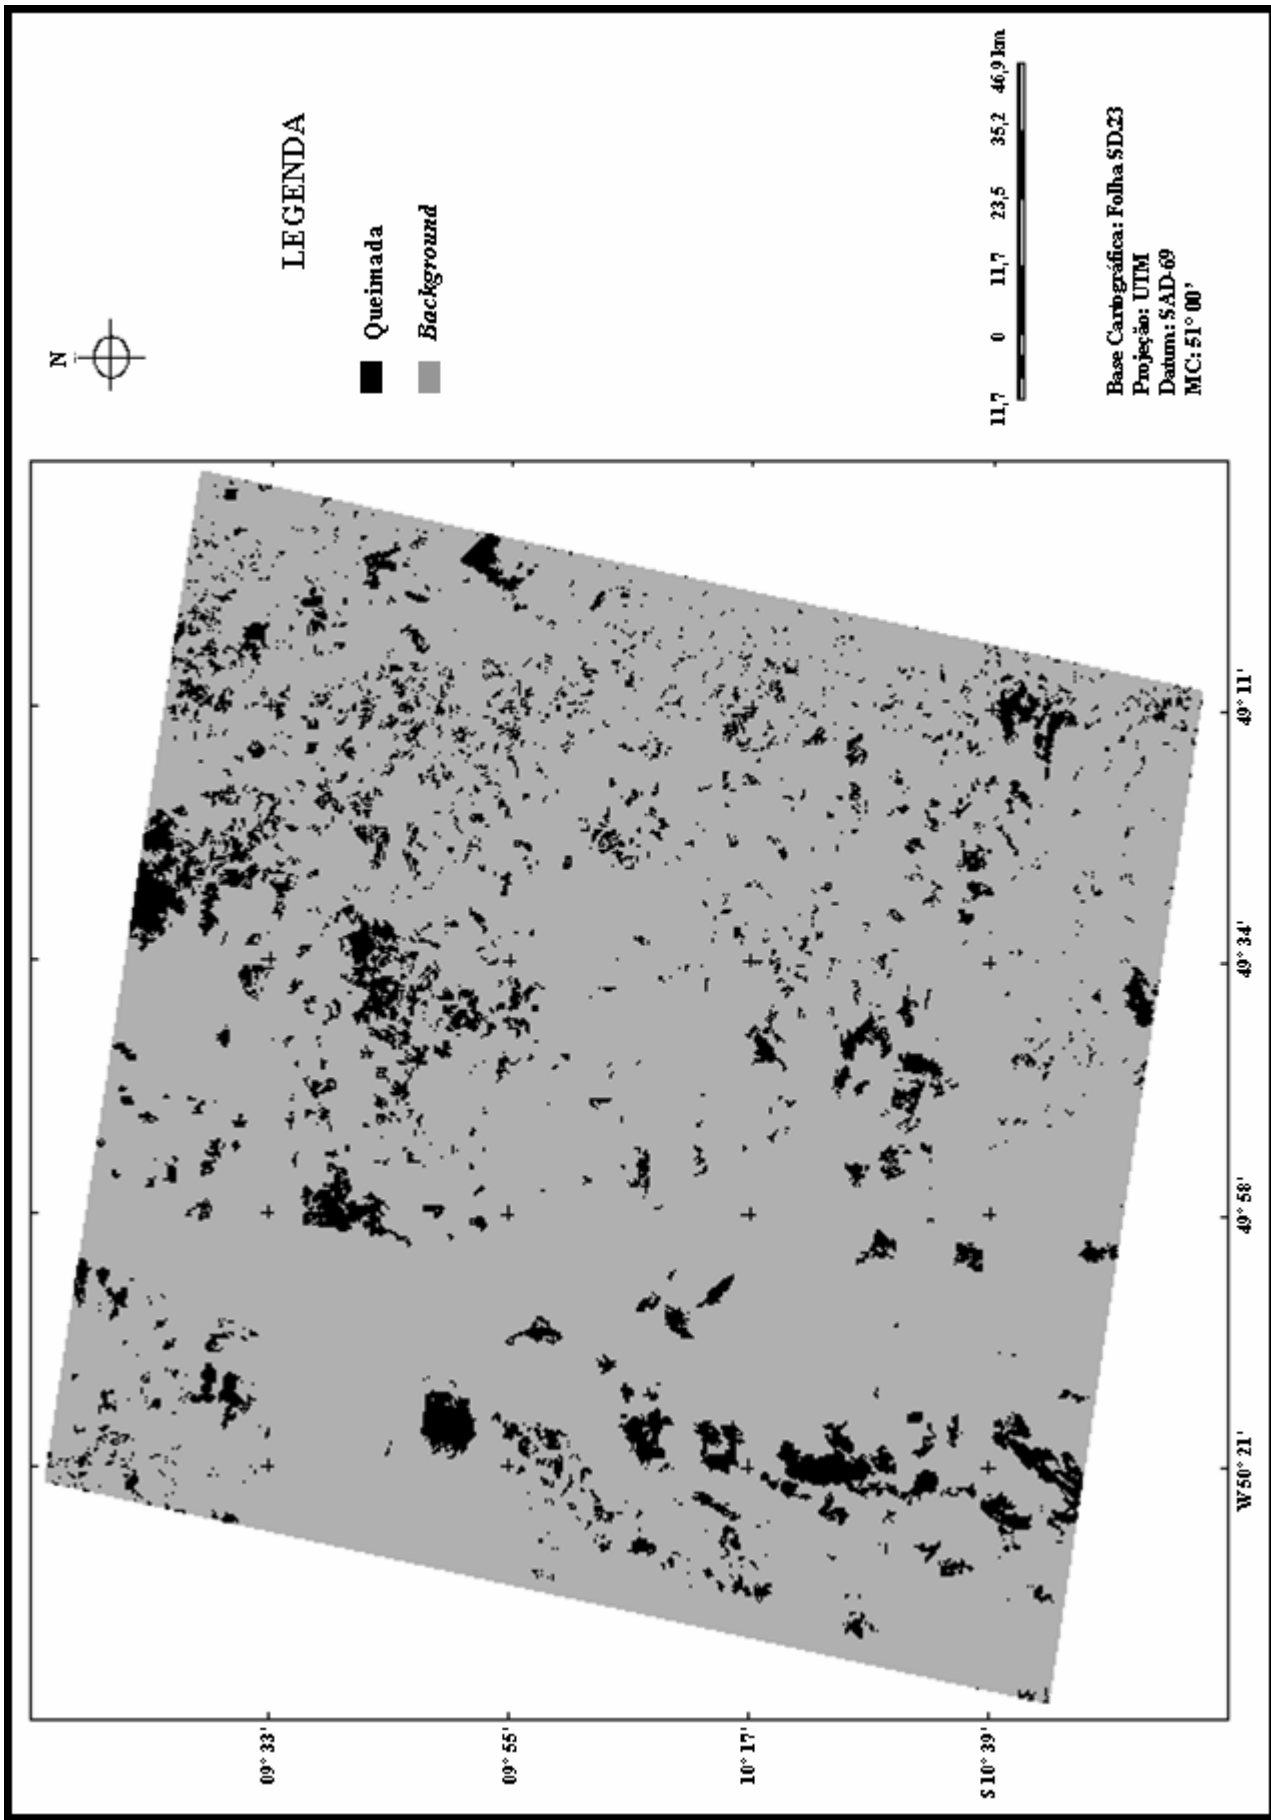 N
LEGENDA
Queimada
Background
11,7 0 11,7 23,5 35,2 46,9 km
Base Cartográfica: Folha SD.23
Projeção: UTM
Datum: SAD-69
MC: 51° 00'
09° 33'
09° 55'
10° 17'
S 10° 39'
W 50° 21' 49° 58' 49° 34' 49° 11'